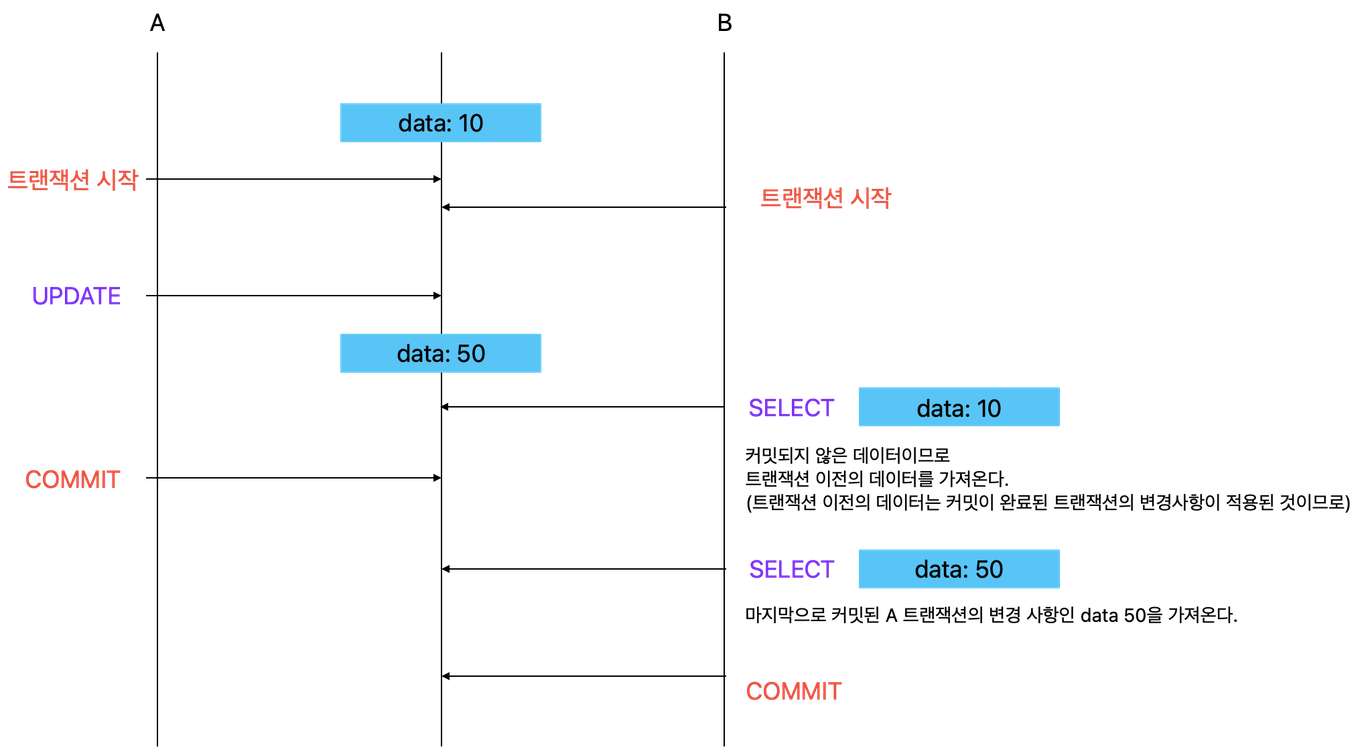 A
B
data: 10
트랜잭션 시작
트랜잭션 시작
UPDATE
data: 50
SELECT
data: 10
커밋되지 않은 데이터이므로
트랜잭션 이전의 데이터를 가져온다.
(트랜잭션 이전의 데이터는 커밋이 완료된 트랜잭션의 변경사항이 적용된 것이므로)
COMMIT
SELECT
data: 50
마지막으로 커밋된 A 트랜잭션의 변경 사항인 data 50을 가져온다.
COMMIT